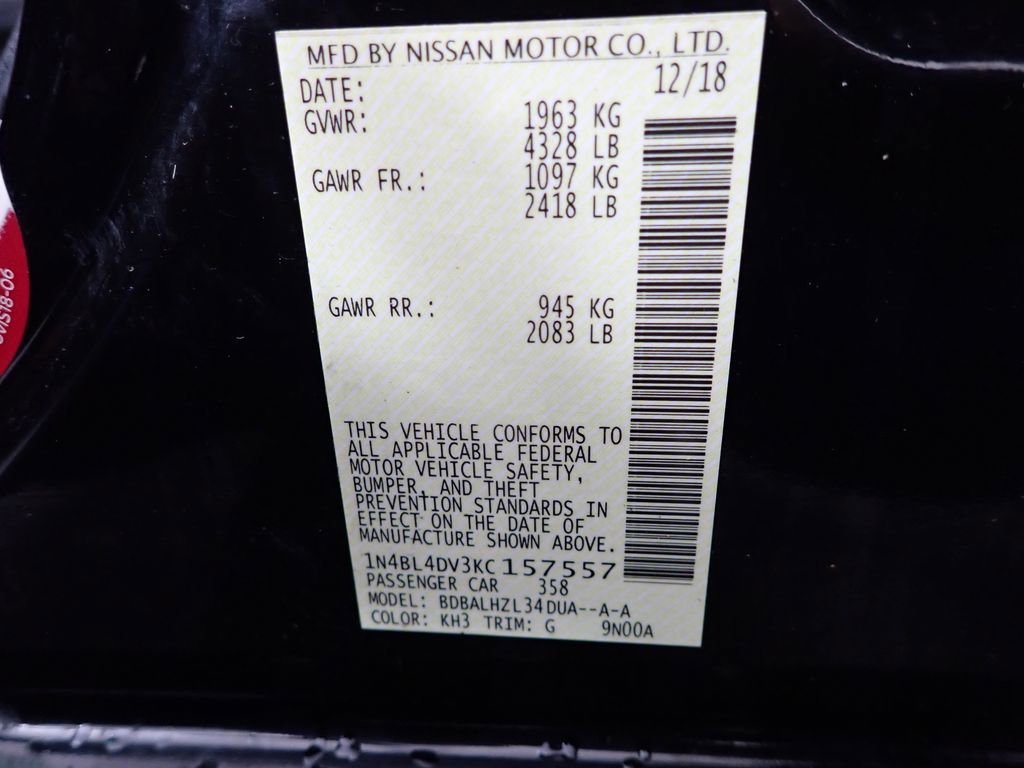 MFD BY NISSAN MOTOR CO., LTD.
DATE: 12/18
GVWR: 1963 KG
4328 LB
GAWR FR.: 1097 KG
2418 LB
GAWR RR.: 945 KG
2083 LB
THIS VEHICLE CONFORMS TO
ALL APPLICABLE FEDERAL
MOTOR VEHICLE SAFETY,
BUMPER, AND THEFT
PREVENTION STANDARDS IN
EFFECT ON THE DATE OF
MANUFACTURE SHOWN ABOVE.
1N4BL4DV3KC157557
PASSENGER CAR 358
MODEL: BDBALHZL34DUA--A-A
COLOR: KH3 TRIM: G 9N00A